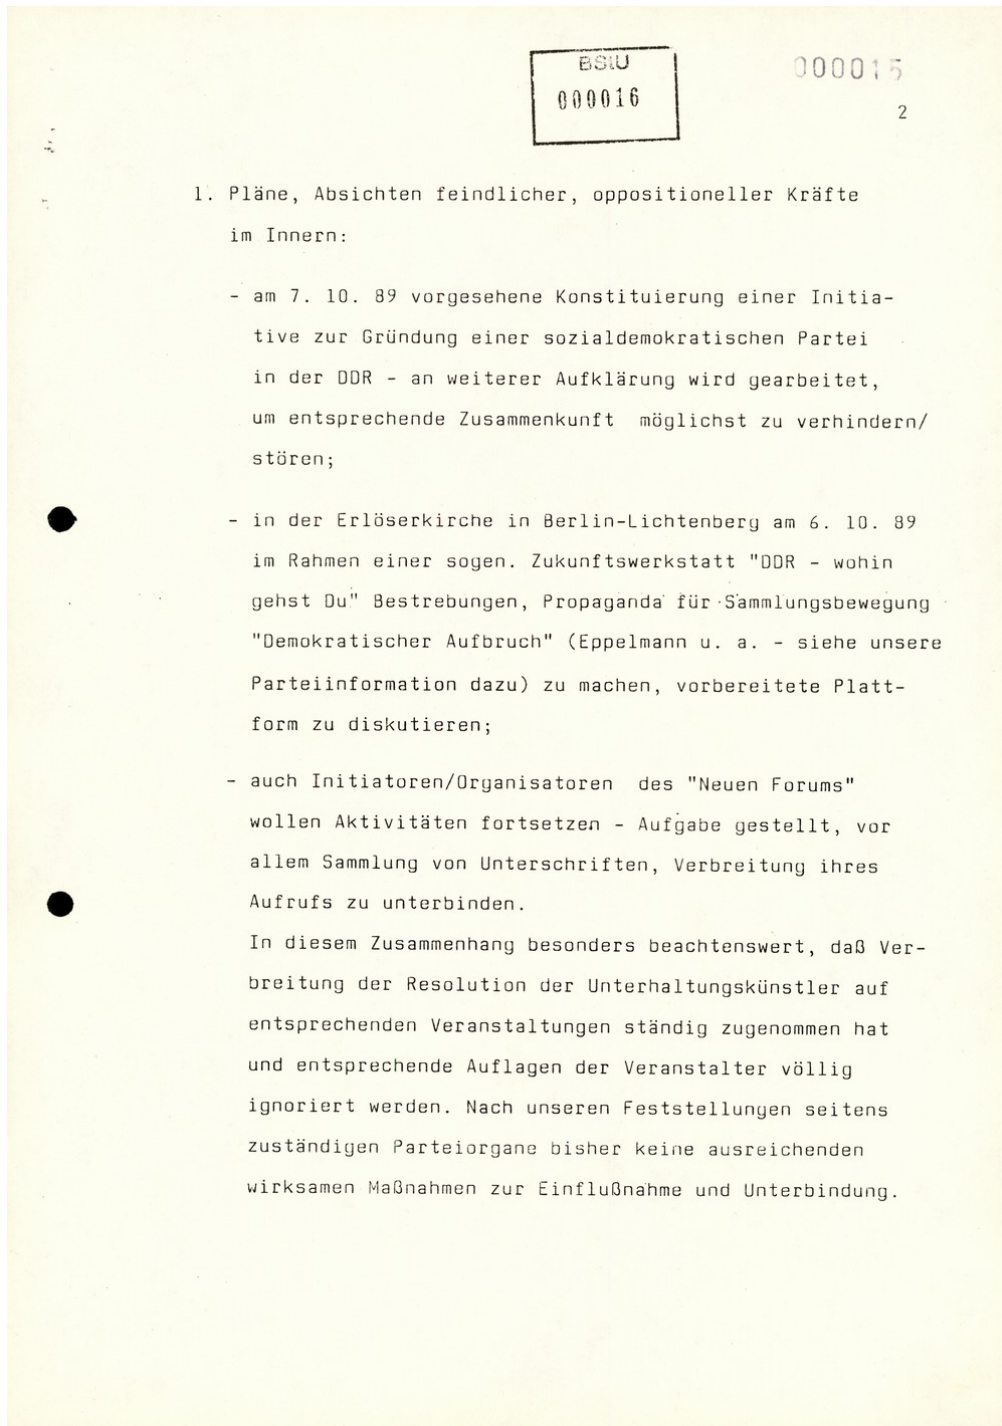 BStU
000016
000015
2
1. Pläne, Absichten feindlicher, oppositioneller Kräfte
im Innern:
- am 7. 10. 89 vorgesehene Konstituierung einer Initia-
tive zur Gründung einer sozialdemokratischen Partei
in der DDR - an weiterer Aufklärung wird gearbeitet,
um entsprechende Zusammenkunft möglichst zu verhindern/
stören;
- in der Erlöserkirche in Berlin-Lichtenberg am 6. 10. 89
im Rahmen einer sogen. Zukunftswerkstatt "DDR - wohin
gehst Du" Bestrebungen, Propaganda für Sammlungsbewegung
"Demokratischer Aufbruch" (Eppelmann u. a. - siehe unsere
Parteiinformation dazu) zu machen, vorbereitete Platt-
form zu diskutieren;
- auch Initiatoren/Organisatoren des "Neuen Forums"
wollen Aktivitäten fortsetzen - Aufgabe gestellt, vor
allem Sammlung von Unterschriften, Verbreitung ihres
Aufrufs zu unterbinden.
In diesem Zusammenhang besonders beachtenswert, daß Ver-
breitung der Resolution der Unterhaltungskünstler auf
entsprechenden Veranstaltungen ständig zugenommen hat
und entsprechende Auflagen der Veranstalter völlig
ignoriert werden. Nach unseren Feststellungen seitens
zuständigen Parteiorgane bisher keine ausreichenden
wirksamen Maßnahmen zur Einflußnahme und Unterbindung.